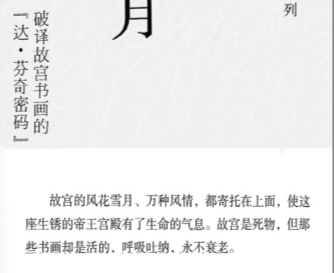 月
列
破译故宫书画的
『达·芬奇密码』
故宫的风花雪月、万种风情，都寄托在上面，使这
座生锈的帝王宫殿有了生命的气息。故宫是死物，但那
些书画却是活的，呼吸吐纳，永不衰老。